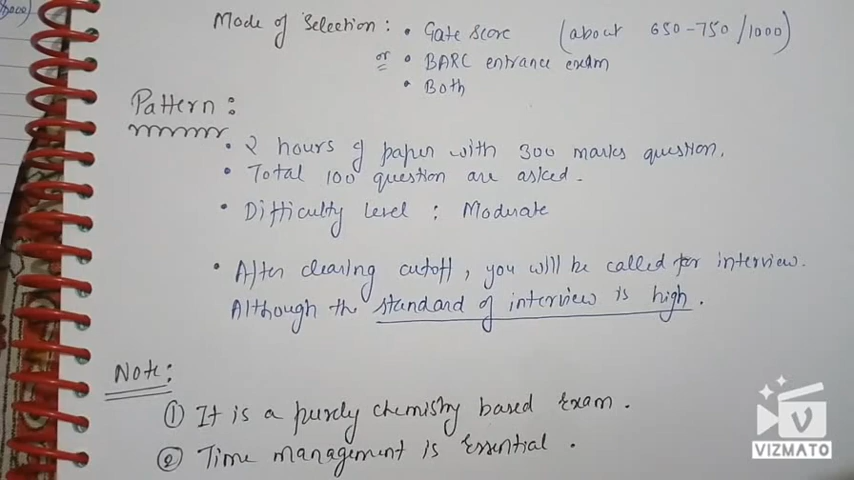 Mode of Selection : • Gate Score (about 650-750/1000)
or • BARC entrance exam
• Both
Pattern :
• 2 hours of paper with 300 marks question.
• Total 100 question are asked.
• Difficulty level : Moderate
• After clearing cutoff, you will be called for interview.
Although the standard of interview is high.
Note :
① It is a purely chemistry based Exam.
② Time management is Essential.
VIZMATO